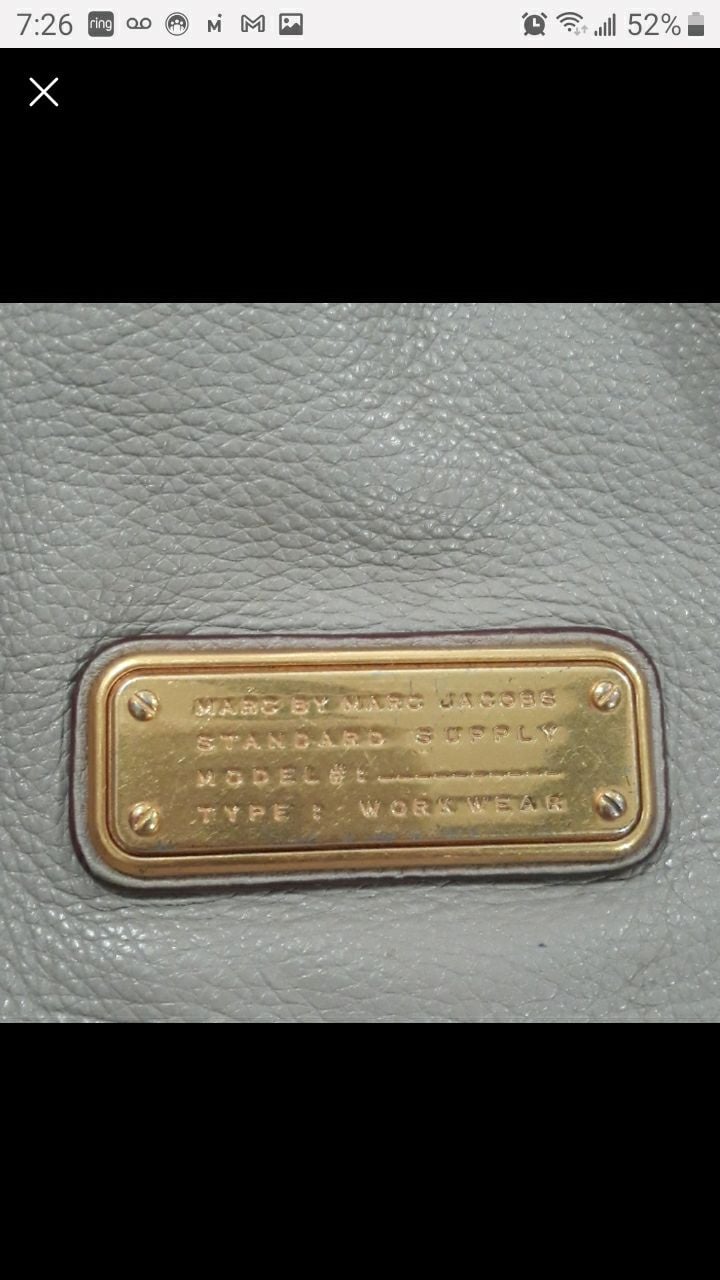 7:26 ring 52%
MARC BY MARC JACOBS
STANDARD SUPPLY
MODEL#:
TYPE: WORKWEAR